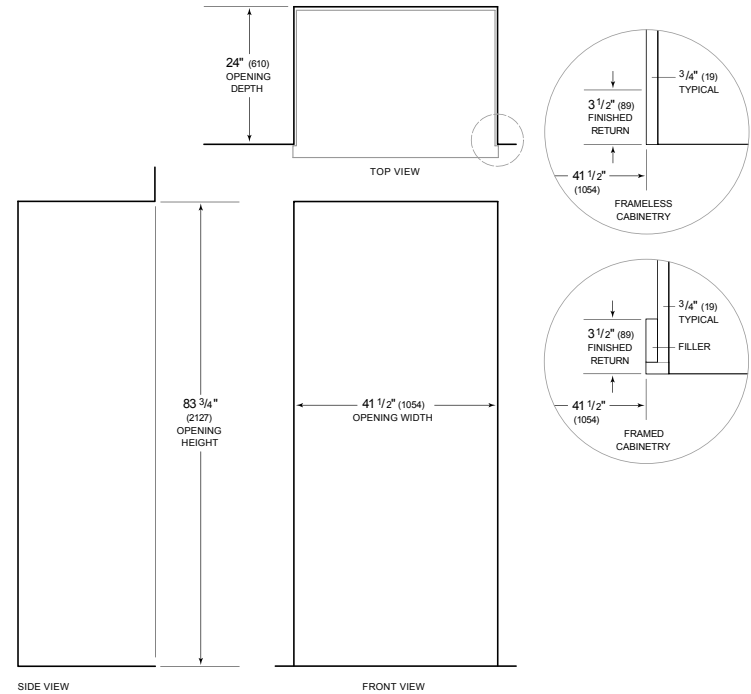 24" (610)
OPENING
DEPTH
TOP VIEW
3/4" (19)
TYPICAL
3 1/2" (89)
FINISHED
RETURN
41 1/2"
(1054)
FRAMELESS
CABINETRY
3/4" (19)
TYPICAL
3 1/2" (89)
FINISHED
RETURN
FILLER
41 1/2"
(1054)
FRAMED
CABINETRY
83 3/4"
(2127)
OPENING
HEIGHT
41 1/2" (1054)
OPENING WIDTH
SIDE VIEW
FRONT VIEW